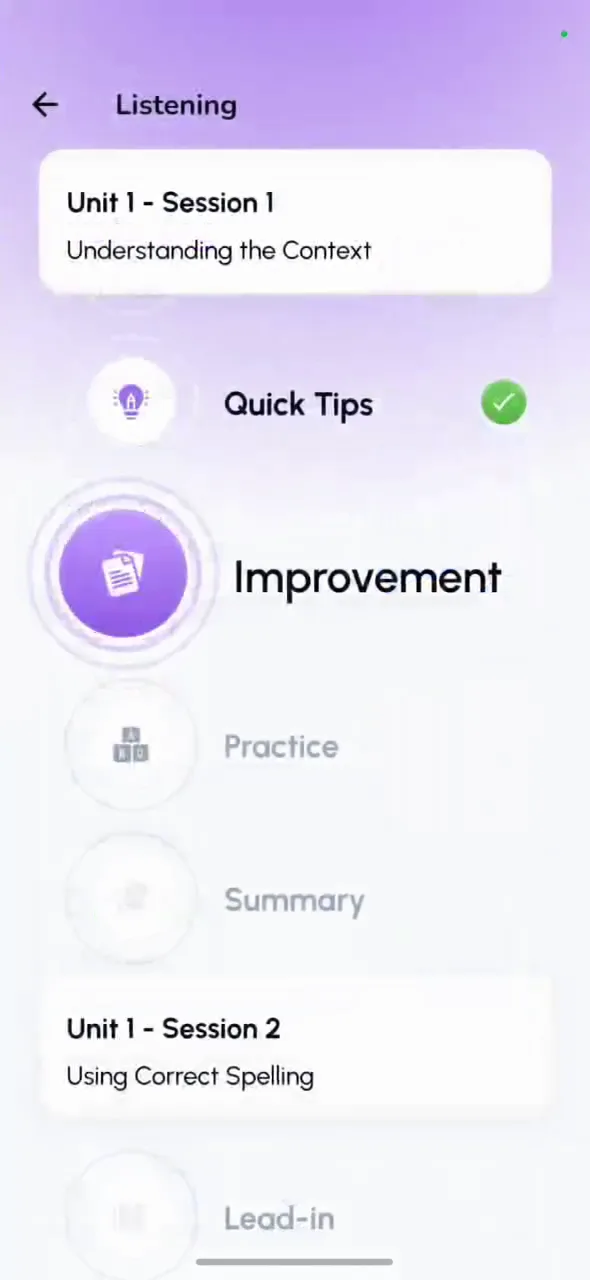 Listening
Unit 1 - Session 1
Understanding the Context
Quick Tips
Improvement
Practice
Summary
Unit 1 - Session 2
Using Correct Spelling
Lead-in